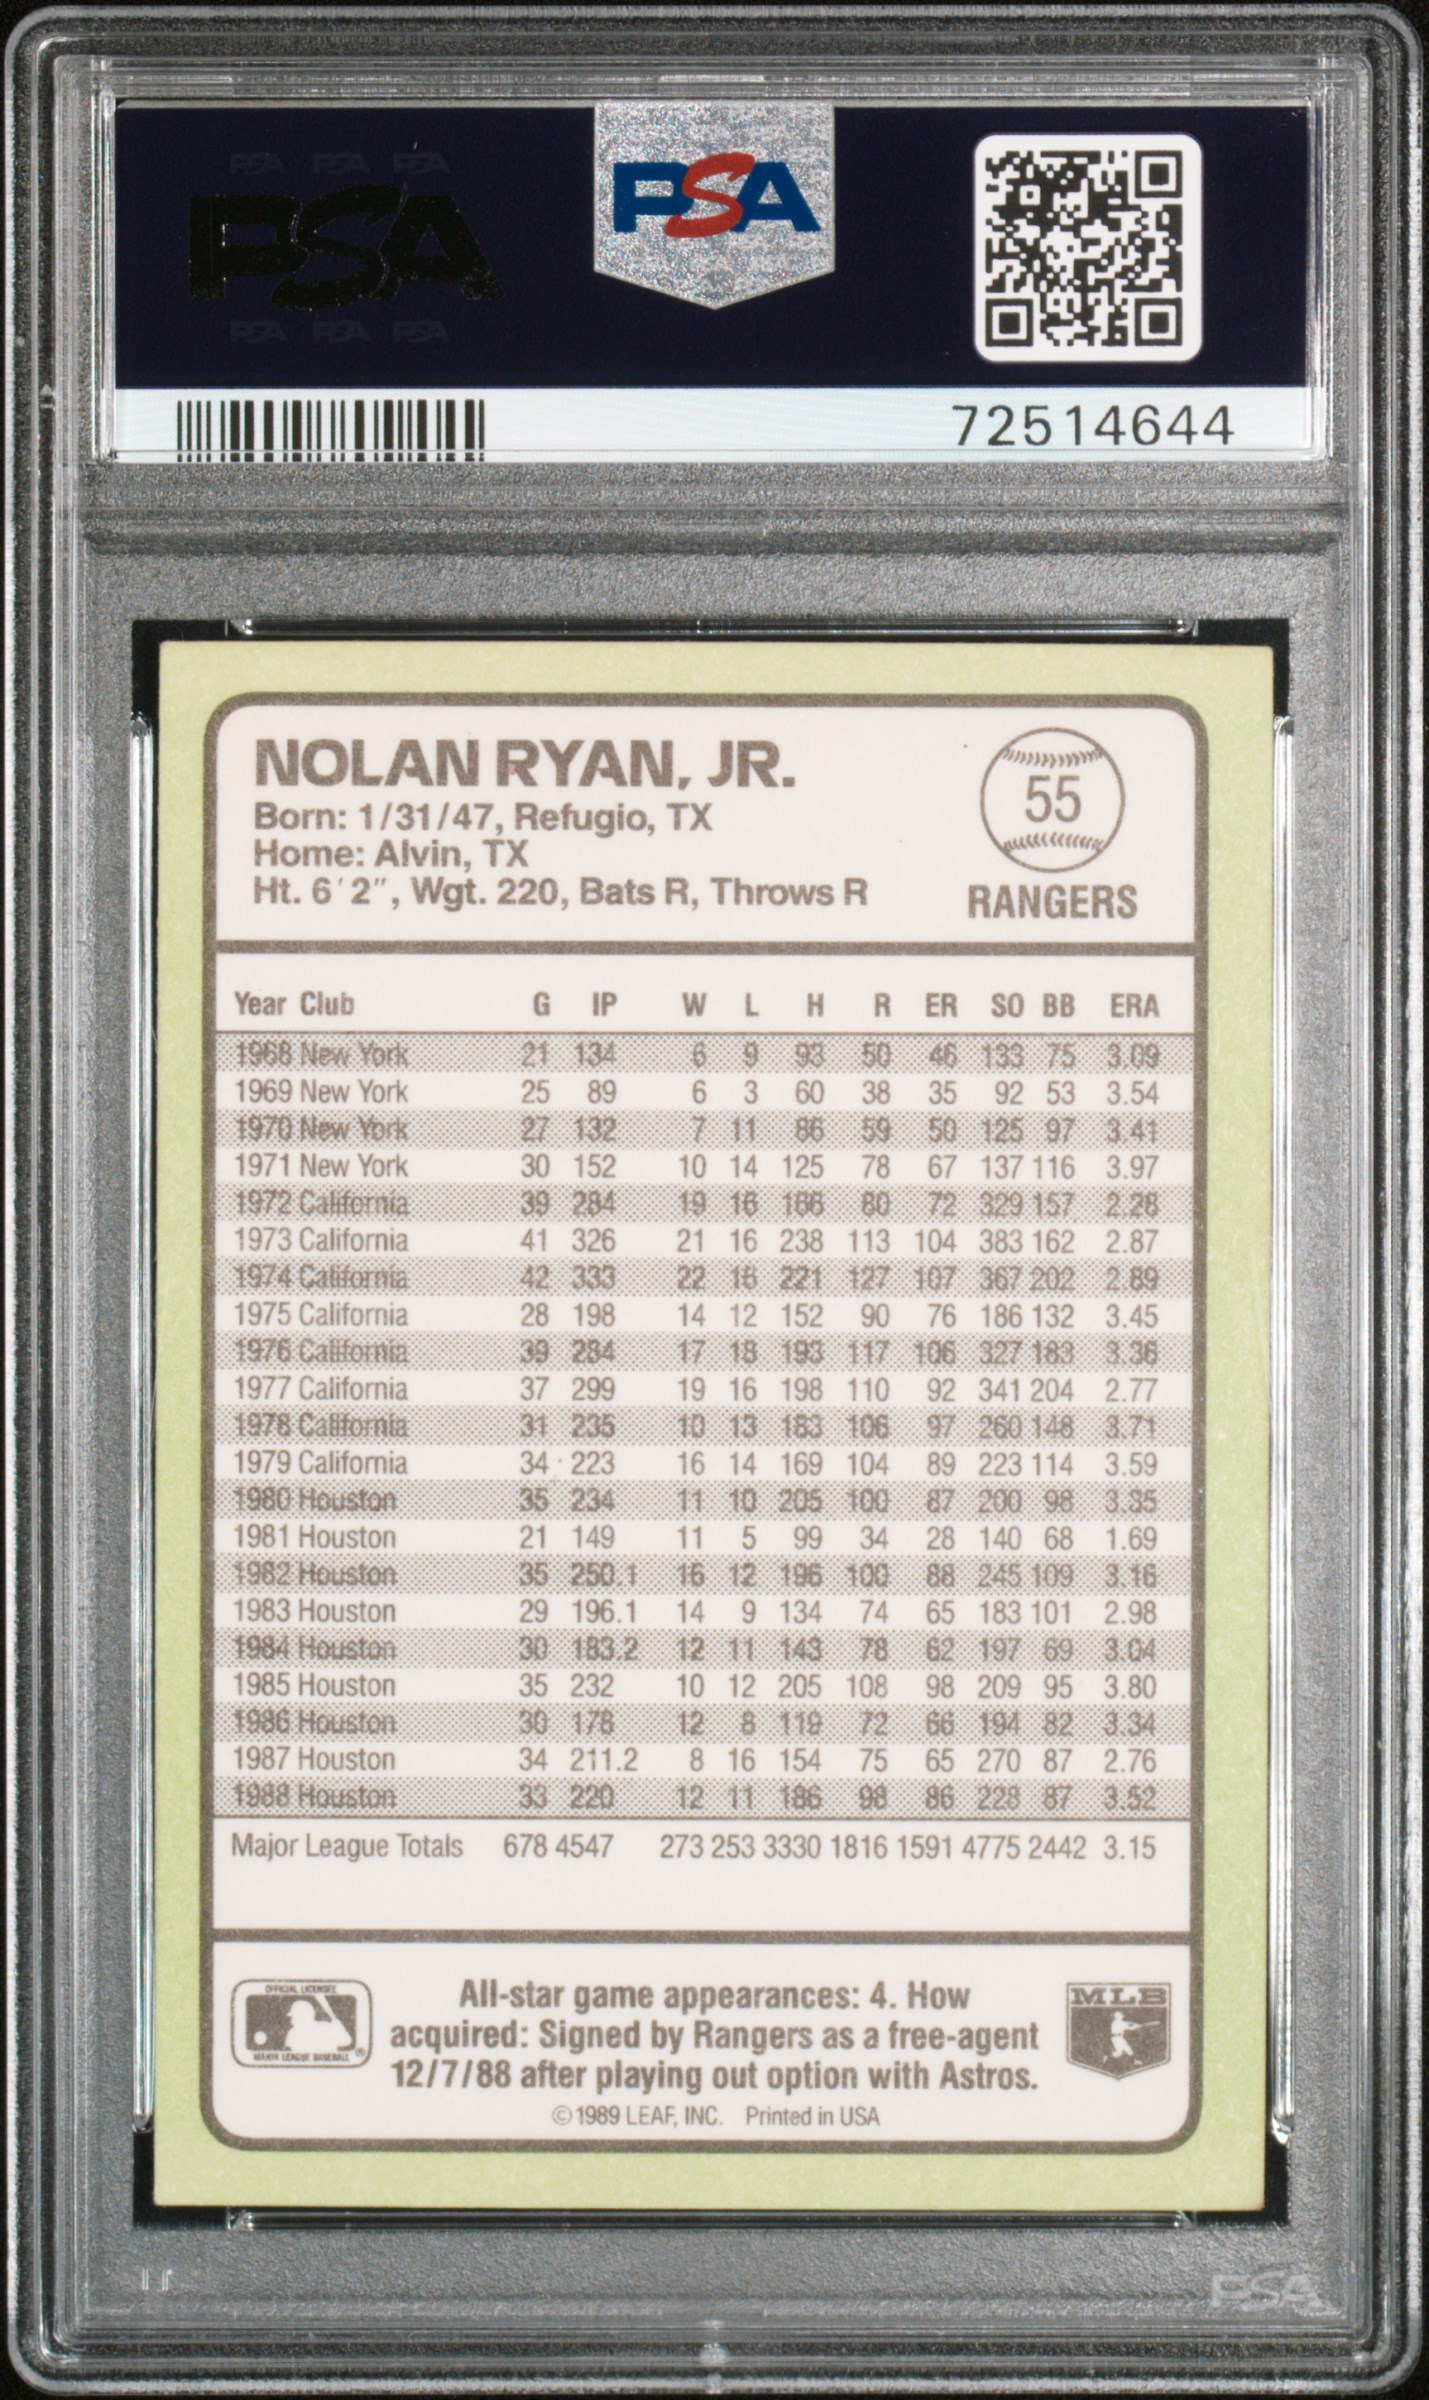 PSA PSA PSA
PSA
PSA PSA PSA
PSA
72514644
NOLAN RYAN, JR.
Born: 1/31/47, Refugio, TX
Home: Alvin, TX
Ht. 6'2", Wgt. 220, Bats R, Throws R
55
RANGERS
Year Club G IP W L H R ER SO BB ERA
1968 New York 21 134 6 9 93 50 46 133 75 3.09
1969 New York 25 89 6 3 60 38 35 92 53 3.54
1970 New York 27 132 7 11 86 59 50 125 97 3.41
1971 New York 30 152 10 14 125 78 67 137 116 3.97
1972 California 39 284 19 16 166 80 72 329 157 2.28
1973 California 41 326 21 16 238 113 104 383 162 2.87
1974 California 42 333 22 16 221 127 107 367 202 2.89
1975 California 28 198 14 12 152 90 76 186 132 3.45
1976 California 39 284 17 18 193 117 106 327 183 3.36
1977 California 37 299 19 16 198 110 92 341 204 2.77
1978 California 31 235 10 13 183 106 97 260 148 3.71
1979 California 34 223 16 14 169 104 89 223 114 3.59
1980 Houston 35 234 11 10 205 100 87 200 98 3.35
1981 Houston 21 149 11 5 99 34 28 140 68 1.69
1982 Houston 35 250.1 16 12 196 100 88 245 109 3.16
1983 Houston 29 196.1 14 9 134 74 65 183 101 2.98
1984 Houston 30 183.2 12 11 143 78 62 197 69 3.04
1985 Houston 35 232 10 12 205 108 98 209 95 3.80
1986 Houston 30 178 12 8 119 72 66 194 82 3.34
1987 Houston 34 211.2 8 16 154 75 65 270 87 2.76
1988 Houston 33 220 12 11 186 98 86 228 87 3.52
Major League Totals 678 4547 273 253 3330 1816 1591 4775 2442 3.15
OFFICIAL LICENSEE
MAJOR LEAGUE BASEBALL ®
All-star game appearances: 4. How
acquired: Signed by Rangers as a free-agent
12/7/88 after playing out option with Astros.
MLB
©1989 LEAF, INC. Printed in USA
PSA